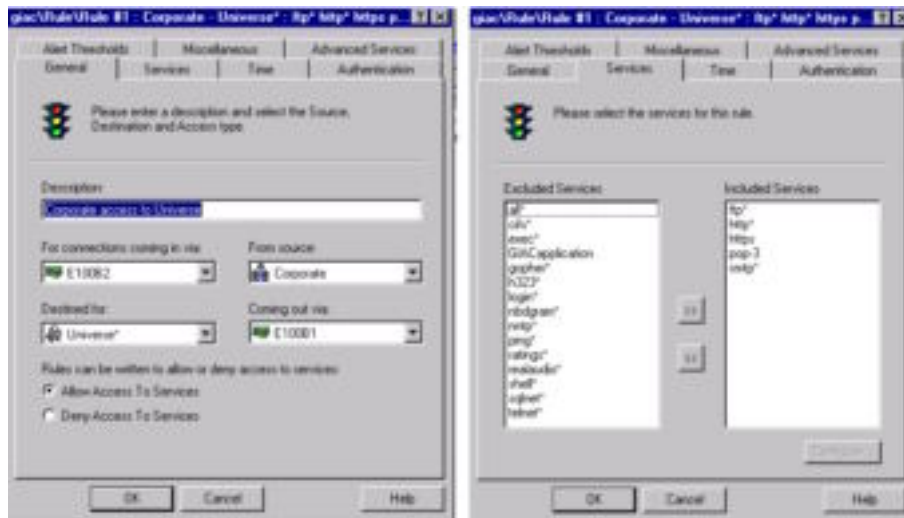 giac\Rule\Rule #1 : Corporate - Universe* : ftp* http* https p...
Alert Thresholds Miscellaneous Advanced Services
General Services Time Authentication
Please enter a description and select the Source,
Destination and Access type.
Description:
Corporate access to Universe
For connections coming in via: From source:
E100B2 Corporate
Destined for: Coming out via:
Universe* E100B1
Rules can be written to allow or deny access to services:
Allow Access To Services
Deny Access To Services
OK Cancel Help
giac\Rule\Rule #1 : Corporate - Universe* : ftp* http* https p...
Alert Thresholds Miscellaneous Advanced Services
General Services Time Authentication
Please select the services for this rule.
Excluded Services Included Services
all*
cifs*
exec*
GIACapplication
gopher*
h323*
login*
nbdgram*
nntp*
ping*
ratings*
realaudio*
shell*
sqlnet*
telnet*
ftp*
http*
https
pop-3
smtp*
>>
<<
Configure...
OK Cancel Help